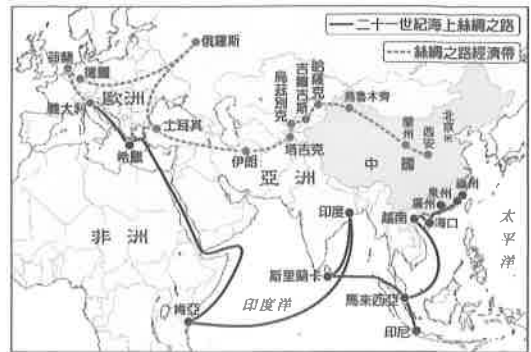 二十一世紀海上絲綢之路
絲綢之路經濟帶
俄羅斯
荷蘭
德國
歐洲
義大利
土耳其
希臘
哈薩克
吉爾吉斯
烏茲別克
烏魯木齊
塔吉克
伊朗
亞洲
蘭州
西安
北京
中國
泉州
福州
廣州
海口
越南
印度
太平洋
非洲
斯里蘭卡
馬來西亞
印度洋
肯亞
印尼